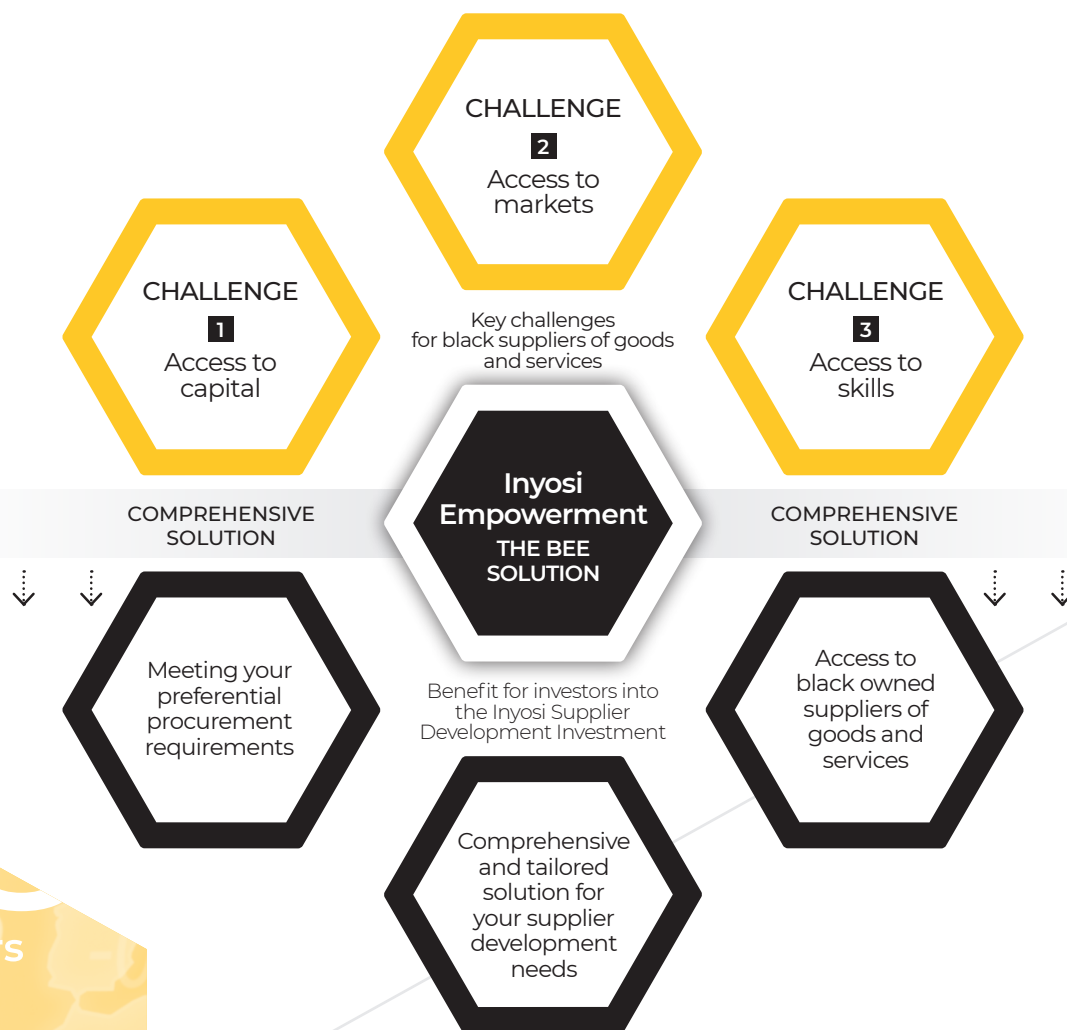 CHALLENGE
2
Access to
markets
CHALLENGE
1
Access to
capital
Key challenges
for black suppliers of goods
and services
CHALLENGE
3
Access to
skills
COMPREHENSIVE
SOLUTION
Inyosi
Empowerment
THE BEE
SOLUTION
COMPREHENSIVE
SOLUTION
Meeting your
preferential
procurement
requirements
Benefit for investors into
the Inyosi Supplier
Development Investment
Access to
black owned
suppliers of
goods and
services
Comprehensive
and tailored
solution for
your supplier
development
needs